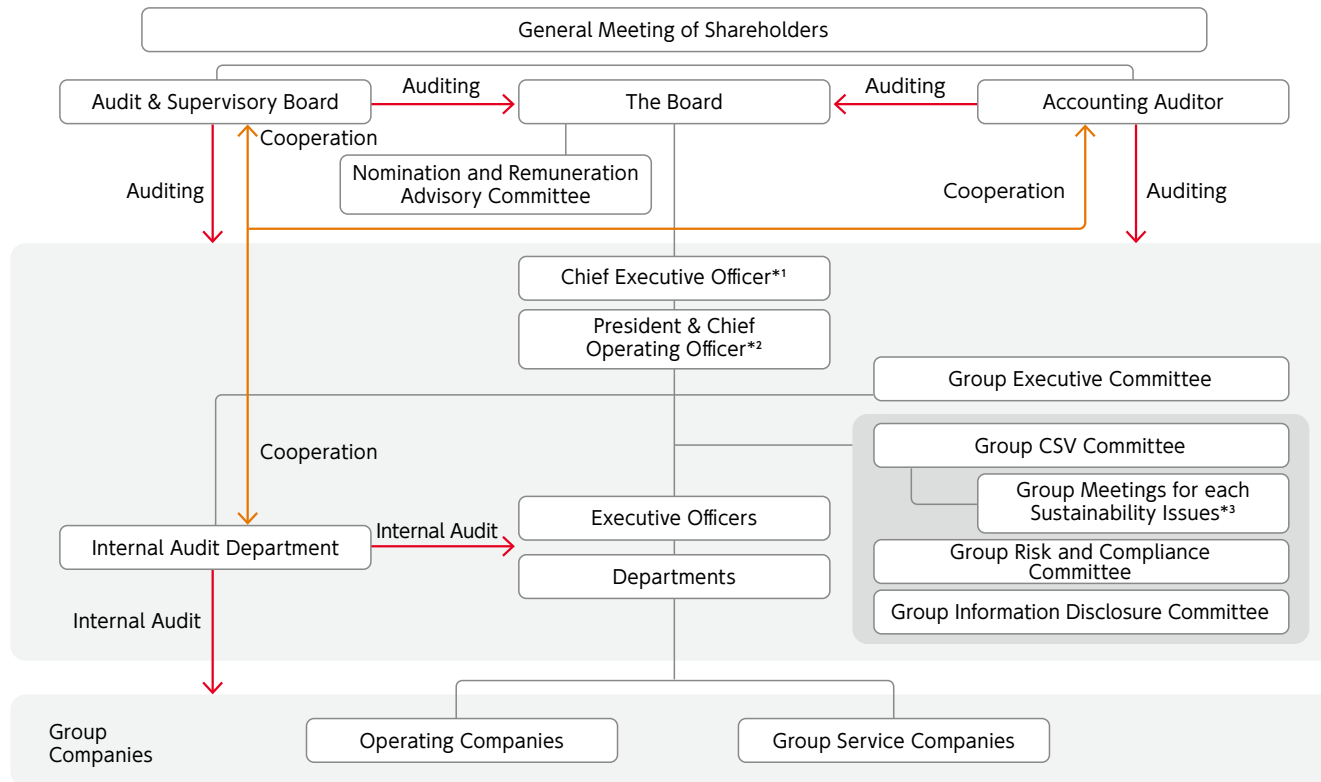 General Meeting of Shareholders
Audit & Supervisory Board
Auditing
The Board
Auditing
Accounting Auditor
Cooperation
Nomination and Remuneration
Advisory Committee
Auditing
Cooperation
Auditing
Chief Executive Officer*¹
President & Chief
Operating Officer*²
Group Executive Committee
Group CSV Committee
Cooperation
Group Meetings for each
Sustainability Issues*³
Executive Officers
Internal Audit Department
Internal Audit
Group Risk and Compliance
Committee
Departments
Group Information Disclosure Committee
Internal Audit
Group
Companies
Operating Companies
Group Service Companies